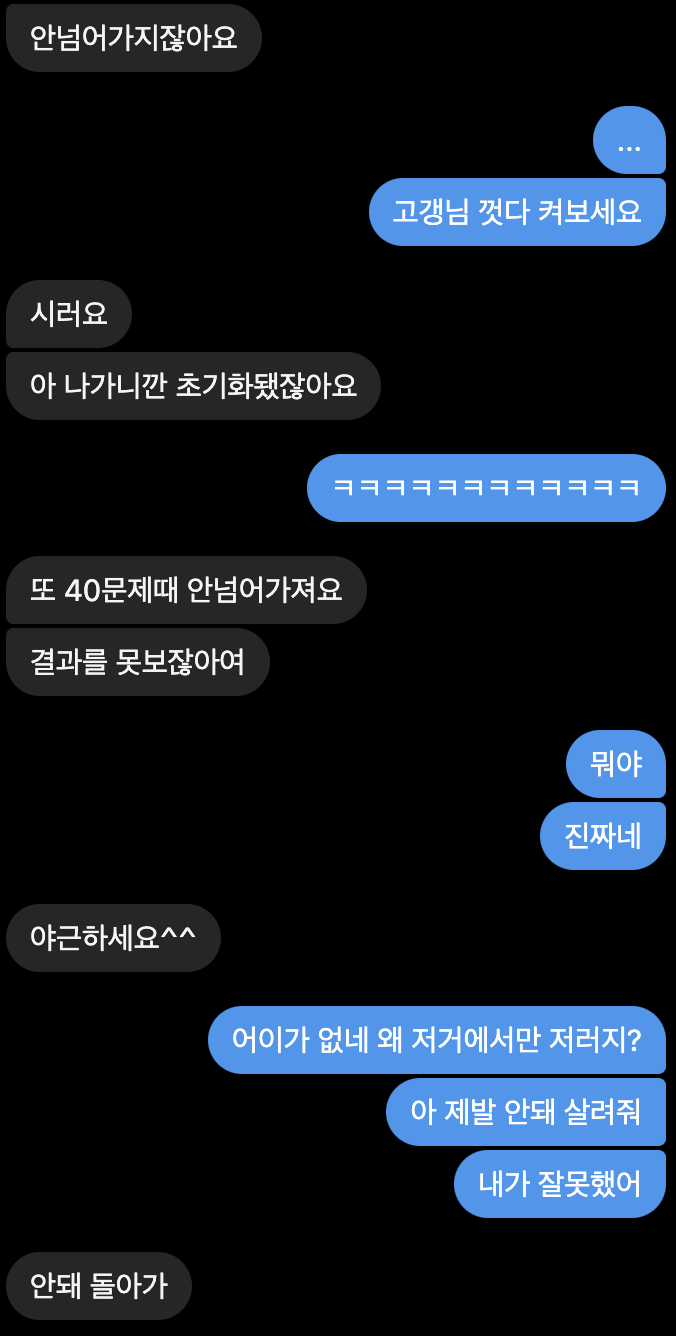 안넘어가지잖아요
...
고갱님 껏다 켜보세요
시러요
아 나가니깐 초기화됐잖아요
ㅋㅋㅋㅋㅋㅋㅋㅋㅋㅋㅋㅋ
또 40문제때 안넘어가져요
결과를 못보잖아여
뭐야
진짜네
야근하세요^^
어이가 없네 왜 저거에서만 저러지?
아 제발 안돼 살려줘
내가 잘못했어
안돼 돌아가